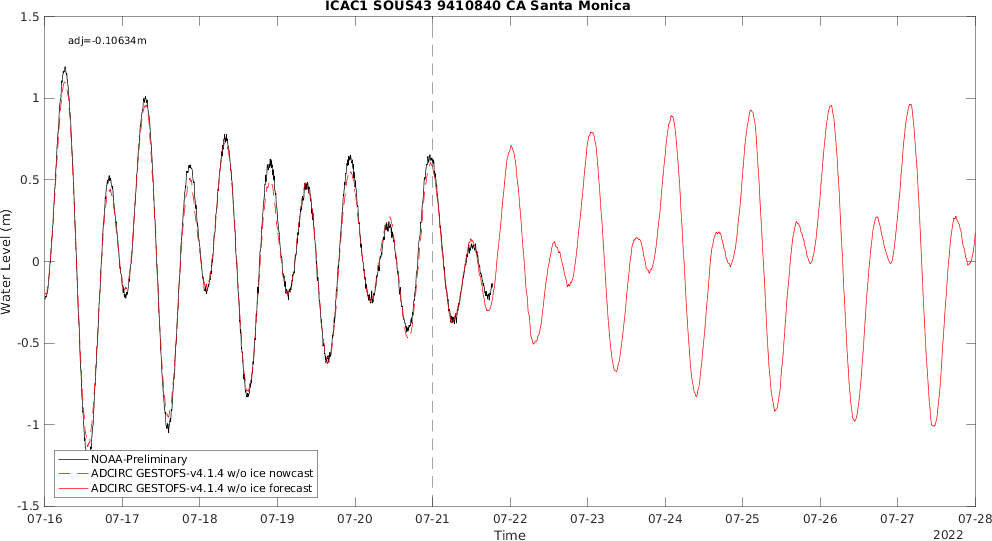 ICAC1 SOUS43 9410840 CA Santa Monica
1.5
adj=-0.10634m
1
0.5
0
-0.5
-1
-1.5
Water Level (m)
NOAA-Preliminary
ADCIRC GESTOFS-v4.1.4 w/o ice nowcast
ADCIRC GESTOFS-v4.1.4 w/o ice forecast
07-16 07-17 07-18 07-19 07-20 07-21 07-22 07-23 07-24 07-25 07-26 07-27 07-28
Time
2022